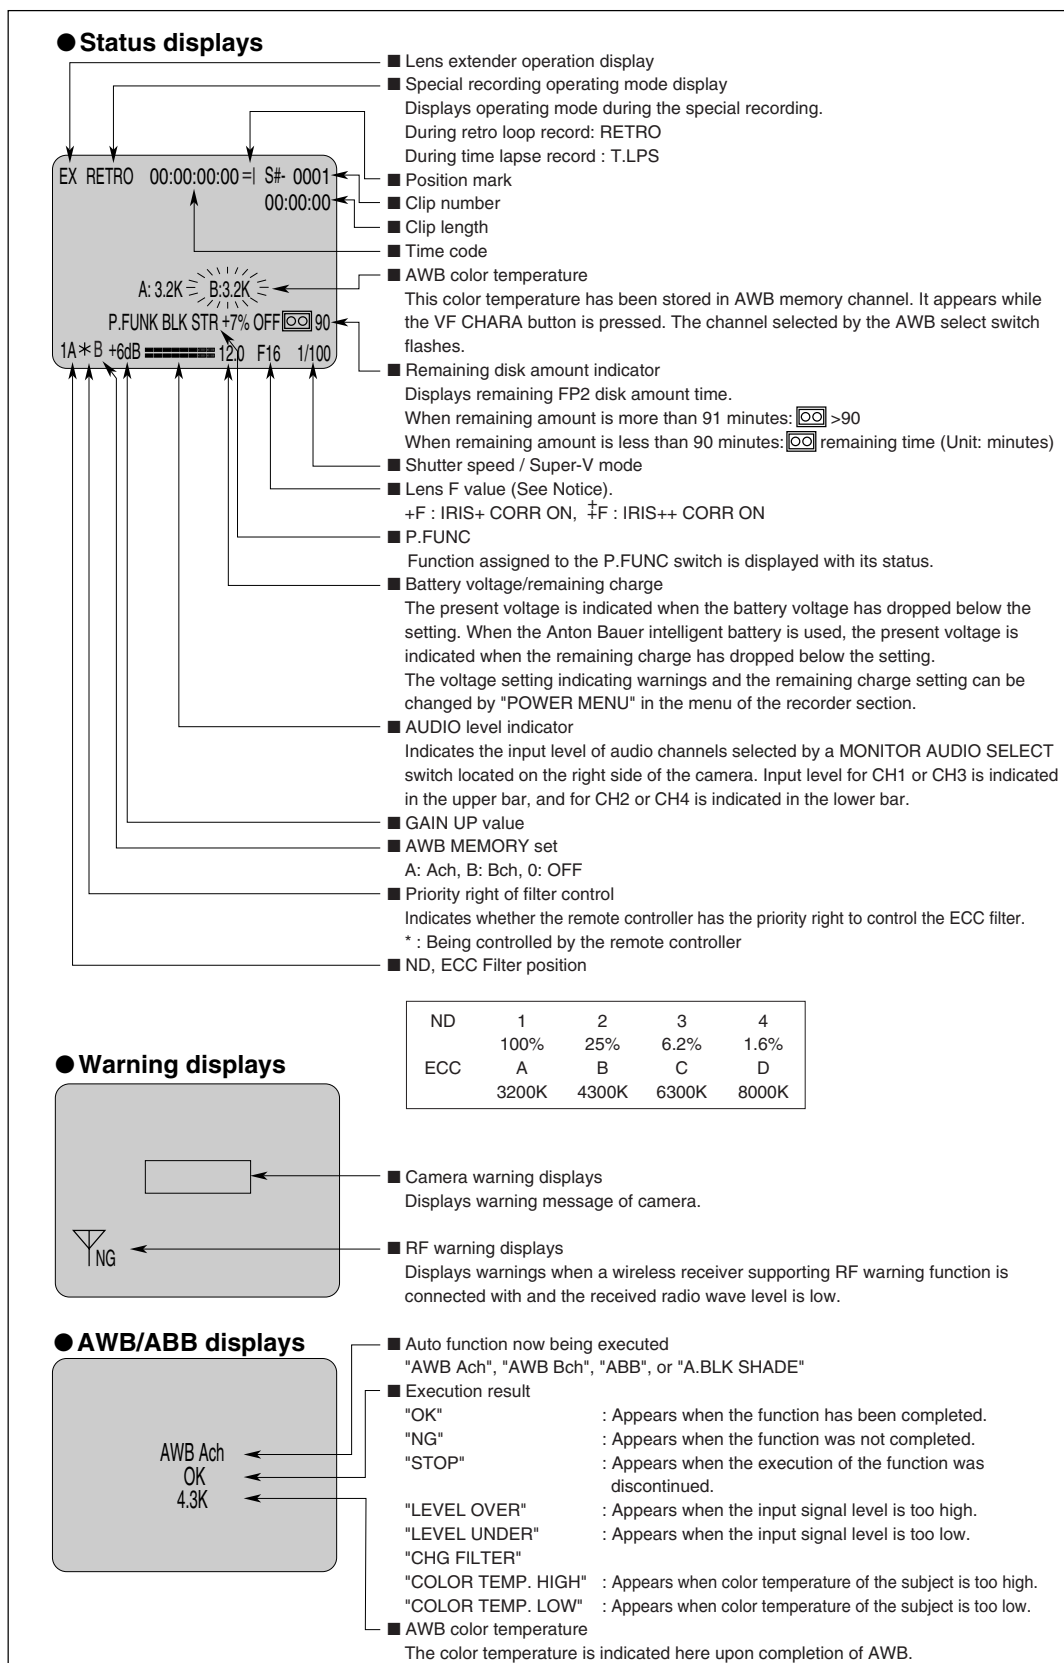 ● Status displays
■ Lens extender operation display
■ Special recording operating mode display
Displays operating mode during the special recording.
During retro loop record: RETRO
During time lapse record : T.LPS
■ Position mark
■ Clip number
■ Clip length
■ Time code
■ AWB color temperature
This color temperature has been stored in AWB memory channel. It appears while
the VF CHARA button is pressed. The channel selected by the AWB select switch
flashes.
■ Remaining disk amount indicator
Displays remaining FP2 disk amount time.
When remaining amount is more than 91 minutes: >90
When remaining amount is less than 90 minutes: remaining time (Unit: minutes)
■ Shutter speed / Super-V mode
■ Lens F value (See Notice).
+F : IRIS+ CORR ON, ‡F : IRIS++ CORR ON
■ P.FUNC
Function assigned to the P.FUNC switch is displayed with its status.
■ Battery voltage/remaining charge
The present voltage is indicated when the battery voltage has dropped below the
setting. When the Anton Bauer intelligent battery is used, the present voltage is
indicated when the remaining charge has dropped below the setting.
The voltage setting indicating warnings and the remaining charge setting can be
changed by "POWER MENU" in the menu of the recorder section.
■ AUDIO level indicator
Indicates the input level of audio channels selected by a MONITOR AUDIO SELECT
switch located on the right side of the camera. Input level for CH1 or CH3 is indicated
in the upper bar, and for CH2 or CH4 is indicated in the lower bar.
■ GAIN UP value
■ AWB MEMORY set
A: Ach, B: Bch, 0: OFF
■ Priority right of filter control
Indicates whether the remote controller has the priority right to control the ECC filter.
* : Being controlled by the remote controller
■ ND, ECC Filter position
EX RETRO 00:00:00:00 =| S#- 0001
00:00:00
A: 3.2K B:3.2K
P.FUNK BLK STR +7% OFF 90
1A * B +6dB 12.0 F16 1/100
ND 1 2 3 4
100% 25% 6.2% 1.6%
ECC A B C D
3200K 4300K 6300K 8000K
● Warning displays
■ Camera warning displays
Displays warning message of camera.
NG
■ RF warning displays
Displays warnings when a wireless receiver supporting RF warning function is
connected with and the received radio wave level is low.
● AWB/ABB displays
AWB Ach
OK
4.3K
■ Auto function now being executed
"AWB Ach", "AWB Bch", "ABB", or "A.BLK SHADE"
■ Execution result
"OK" : Appears when the function has been completed.
"NG" : Appears when the function was not completed.
"STOP" : Appears when the execution of the function was
discontinued.
"LEVEL OVER" : Appears when the input signal level is too high.
"LEVEL UNDER" : Appears when the input signal level is too low.
"CHG FILTER"
"COLOR TEMP. HIGH" : Appears when color temperature of the subject is too high.
"COLOR TEMP. LOW" : Appears when color temperature of the subject is too low.
■ AWB color temperature
The color temperature is indicated here upon completion of AWB.